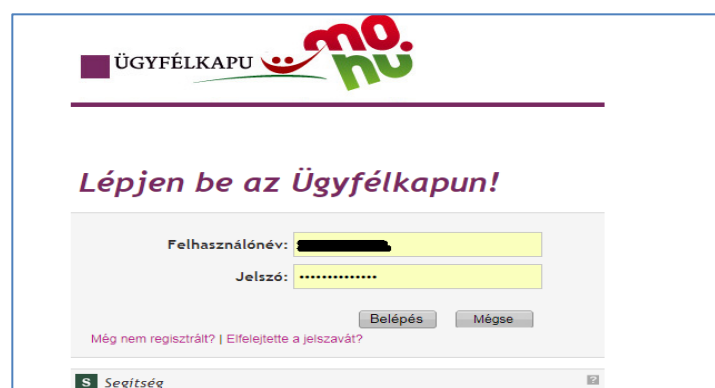 ÜGYFÉLKAPU
mo.hu
Lépjen be az Ügyfélkapun!
Felhasználónév:
Jelszó: ••••••••••••••
Belépés Mégse
Még nem regisztrált? | Elfelejtette a jelszavát?
S Segítség ?